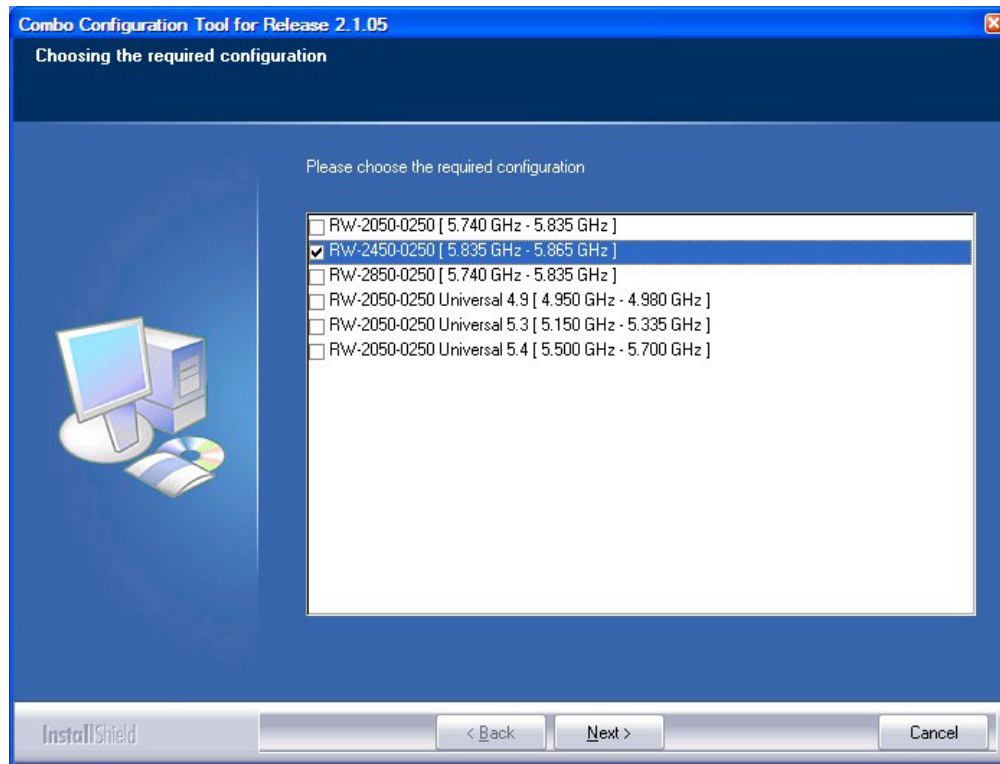 Combo Configuration Tool for Release 2.1.05
Choosing the required configuration
Please choose the required configuration
RW-2050-0250 [ 5.740 GHz - 5.835 GHz ]
RW-2450-0250 [ 5.835 GHz - 5.865 GHz ]
RW-2850-0250 [ 5.740 GHz - 5.835 GHz ]
RW-2050-0250 Universal 4.9 [ 4.950 GHz - 4.980 GHz ]
RW-2050-0250 Universal 5.3 [ 5.150 GHz - 5.335 GHz ]
RW-2050-0250 Universal 5.4 [ 5.500 GHz - 5.700 GHz ]
InstallShield
< Back
Next >
Cancel